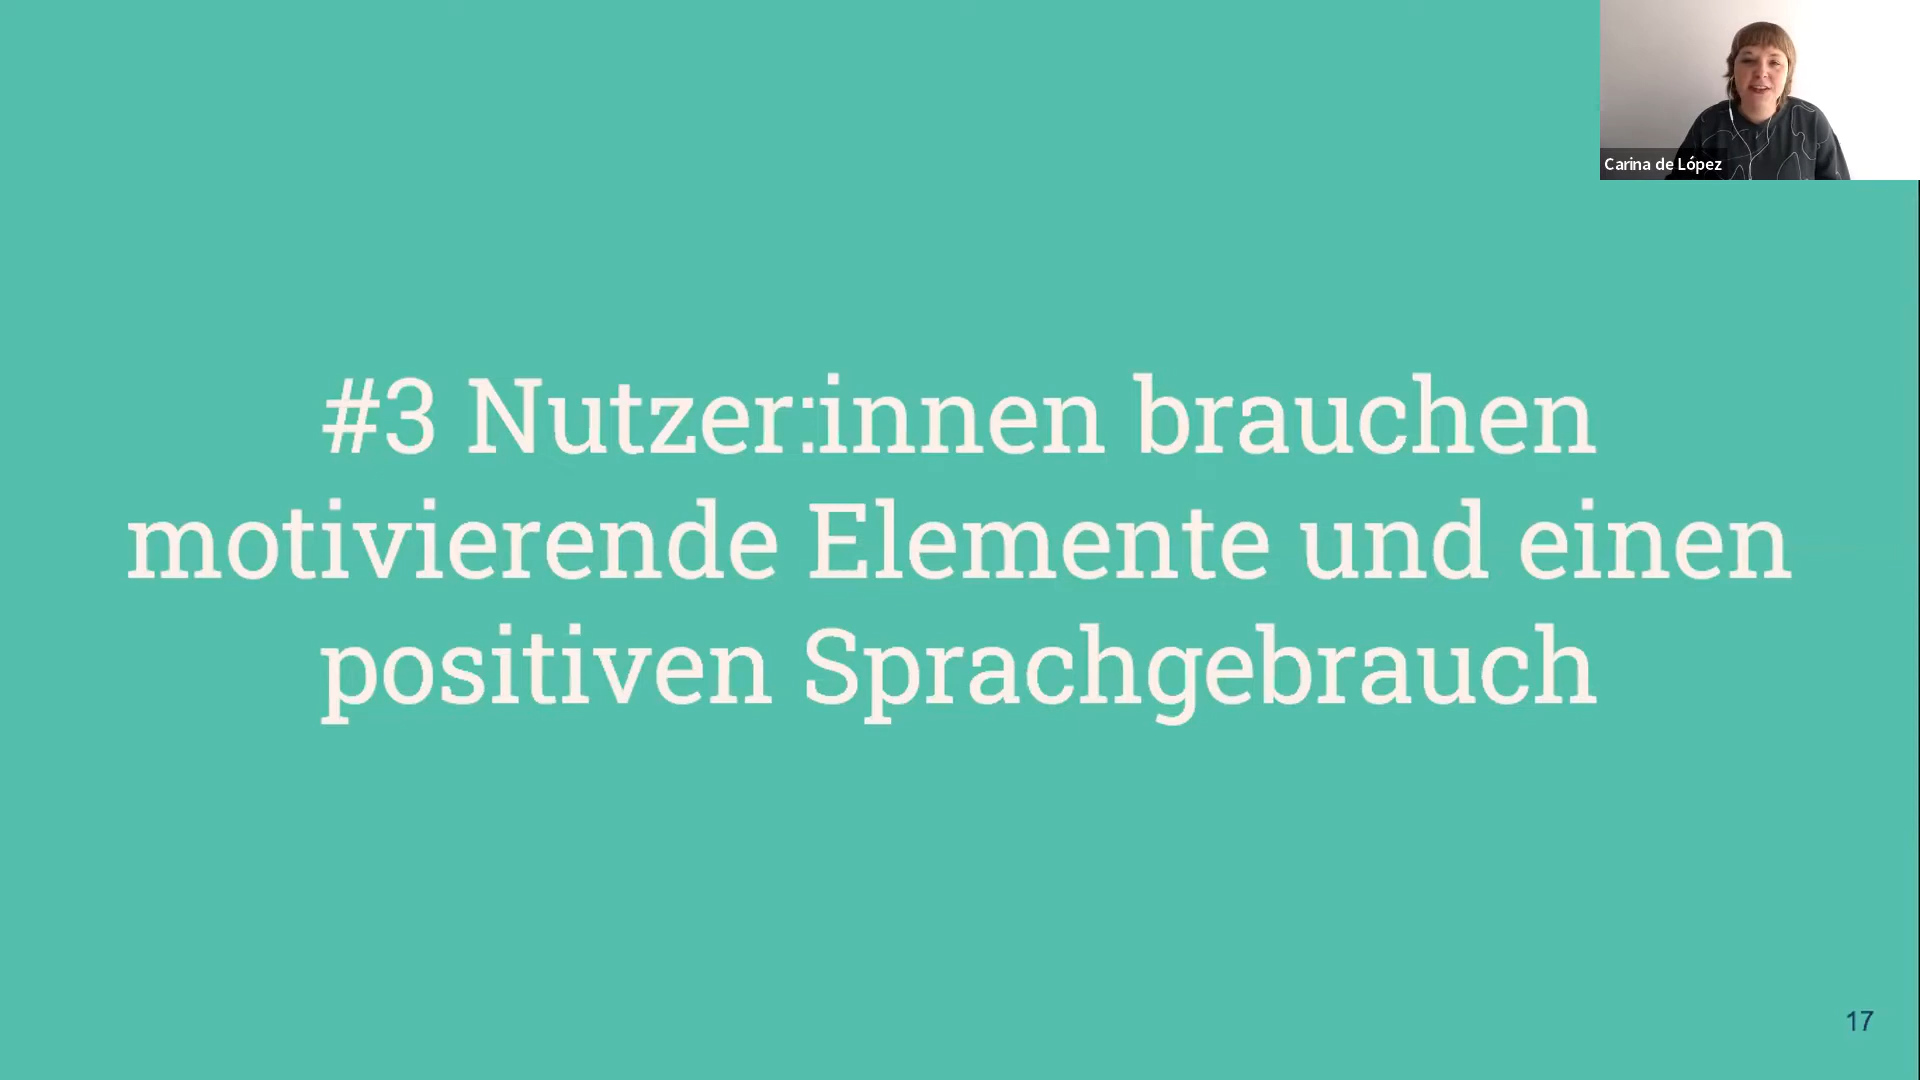 Carina de López
#3 Nutzer:innen brauchen
motivierende Elemente und einen
positiven Sprachgebrauch
17